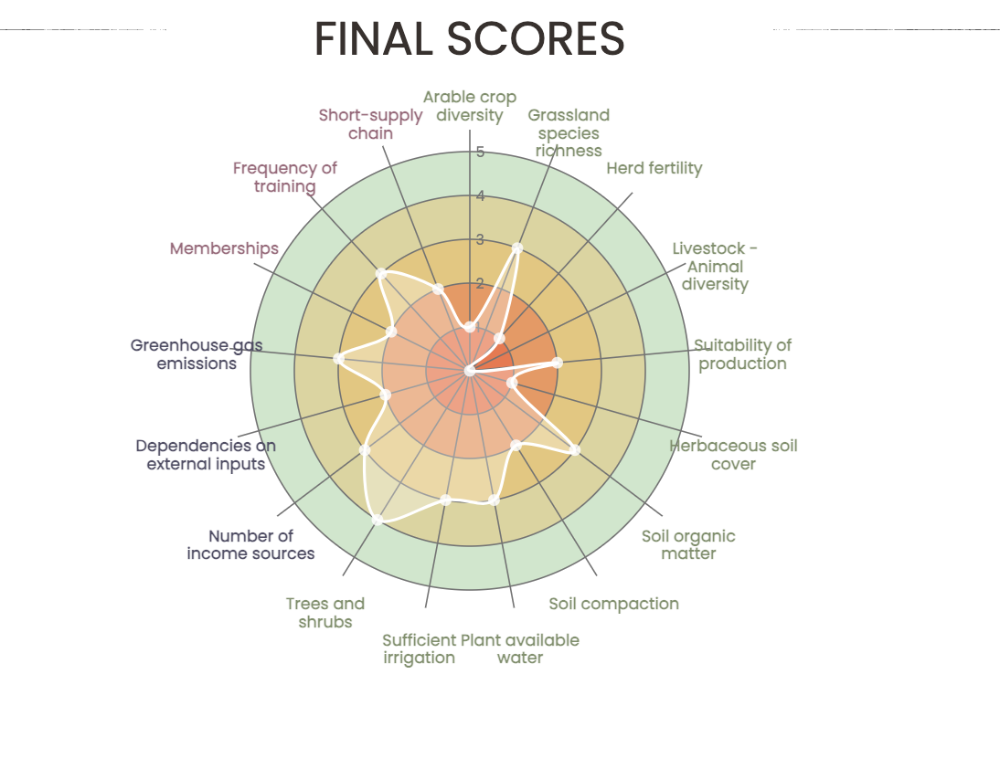 FINAL SCORES
Arable crop
diversity
Grassland
species
richness
Herd fertility
Livestock -
Animal
diversity
Suitability of
production
Herbaceous soil
cover
Soil organic
matter
Soil compaction
Plant available
water
Sufficient
irrigation
Trees and
shrubs
Number of
income sources
Dependencies on
external inputs
Greenhouse gas
emissions
Memberships
Frequency of
training
Short-supply
chain
5
4
3
2
1